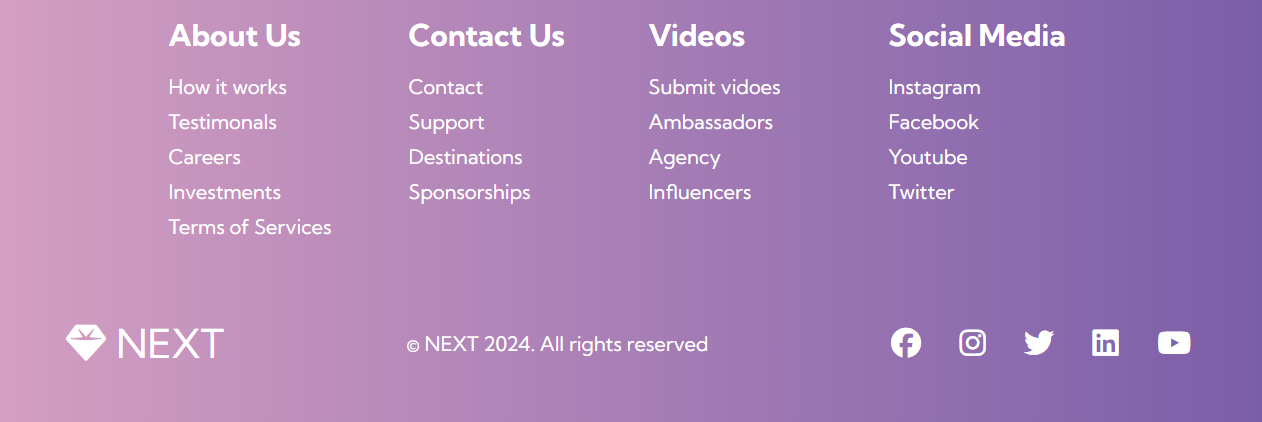 About Us
How it works
Testimonals
Careers
Investments
Terms of Services
Contact Us
Contact
Support
Destinations
Sponsorships
Videos
Submit vidoes
Ambassadors
Agency
Influencers
Social Media
Instagram
Facebook
Youtube
Twitter
NEXT
© NEXT 2024. All rights reserved